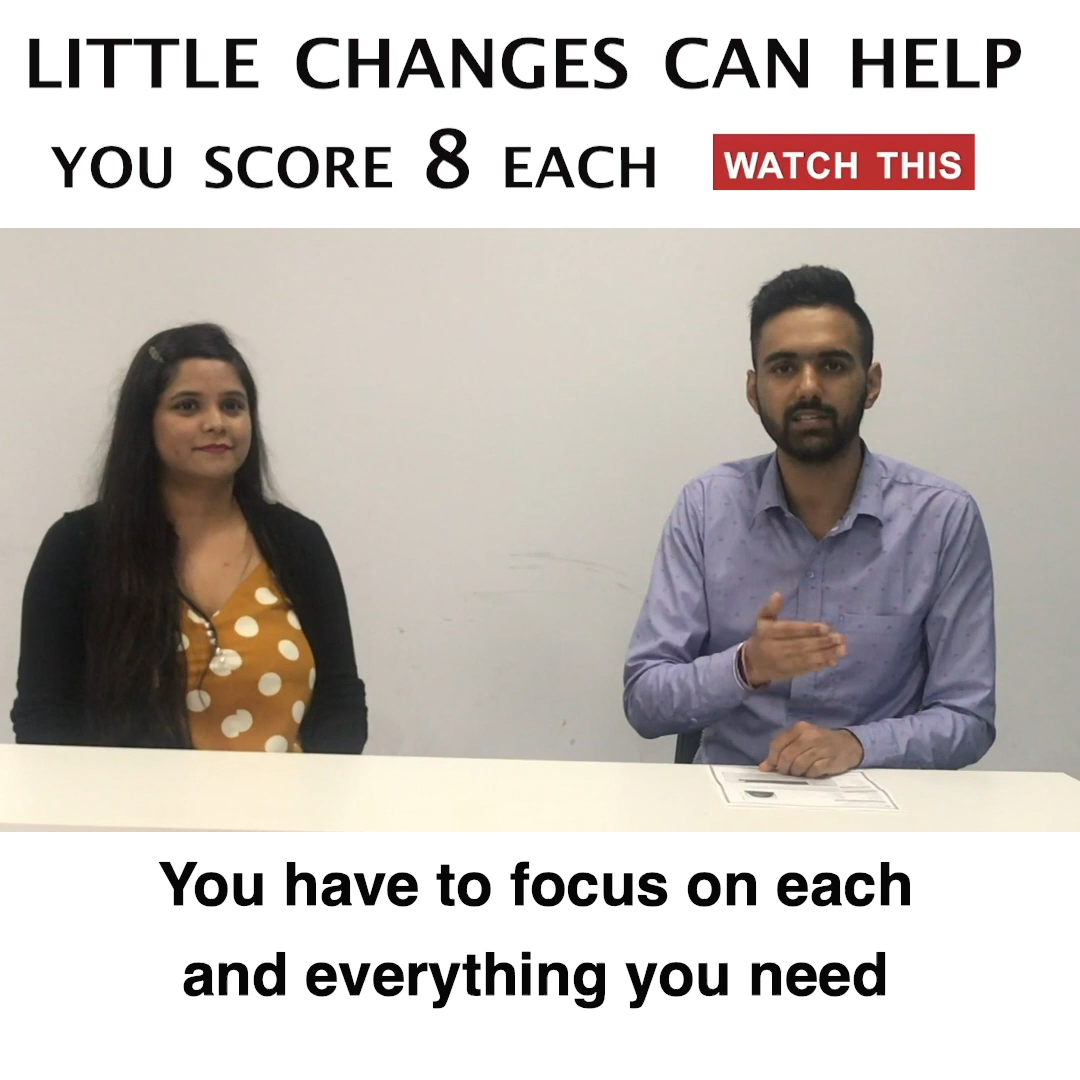 LITTLE CHANGES CAN HELP
YOU SCORE 8 EACH WATCH THIS
You have to focus on each
and everything you need